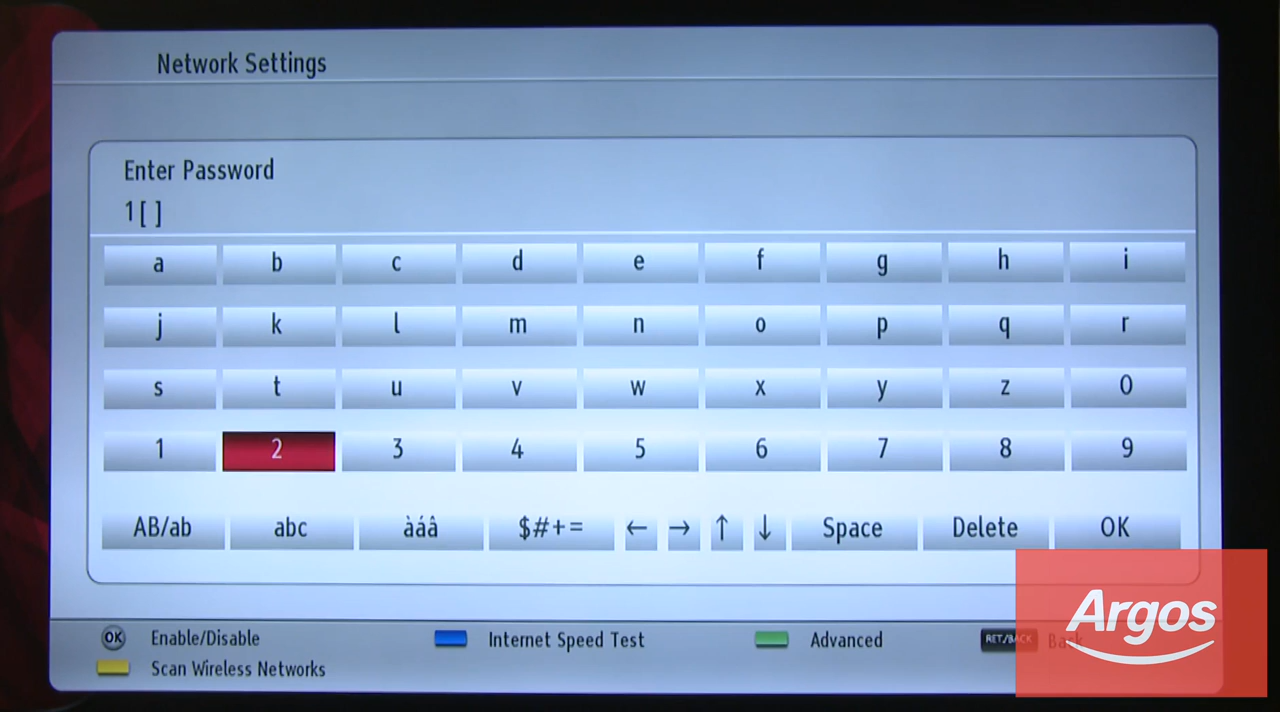 Network Settings
Enter Password
1[ ]
a b c d e f g h i
j k l m n o p q r
s t u v w x y z 0
1 2 3 4 5 6 7 8 9
AB/ab abc àáâ $#+= ← → ↑ ↓ Space Delete OK
OK Enable/Disable Internet Speed Test Advanced RET/BACK Back
Scan Wireless Networks
Argos